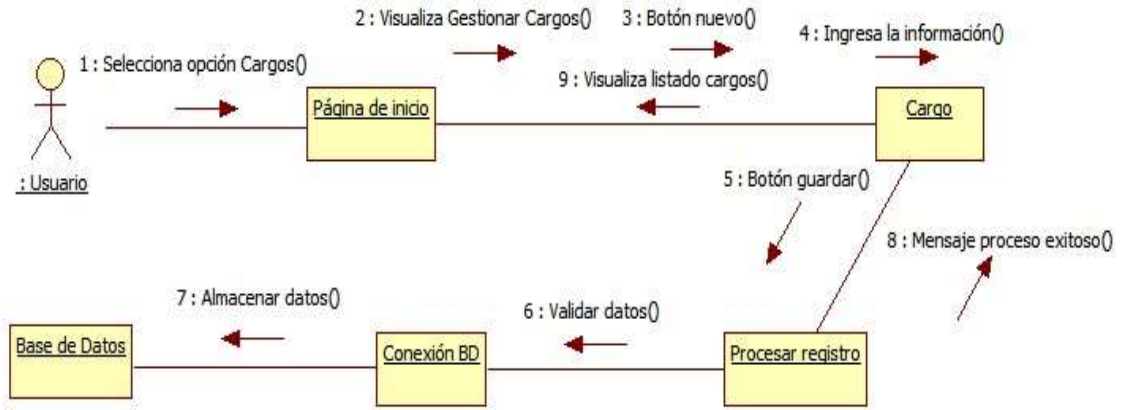 2 : Visualiza Gestionar Cargos()
3 : Botón nuevo()
4 : Ingresa la información()
1 : Selecciona opción Cargos()
9 : Visualiza listado cargos()
Página de inicio
Cargo
: Usuario
5 : Botón guardar()
8 : Mensaje proceso exitoso()
7 : Almacenar datos()
6 : Validar datos()
Base de Datos
Conexión BD
Procesar registro